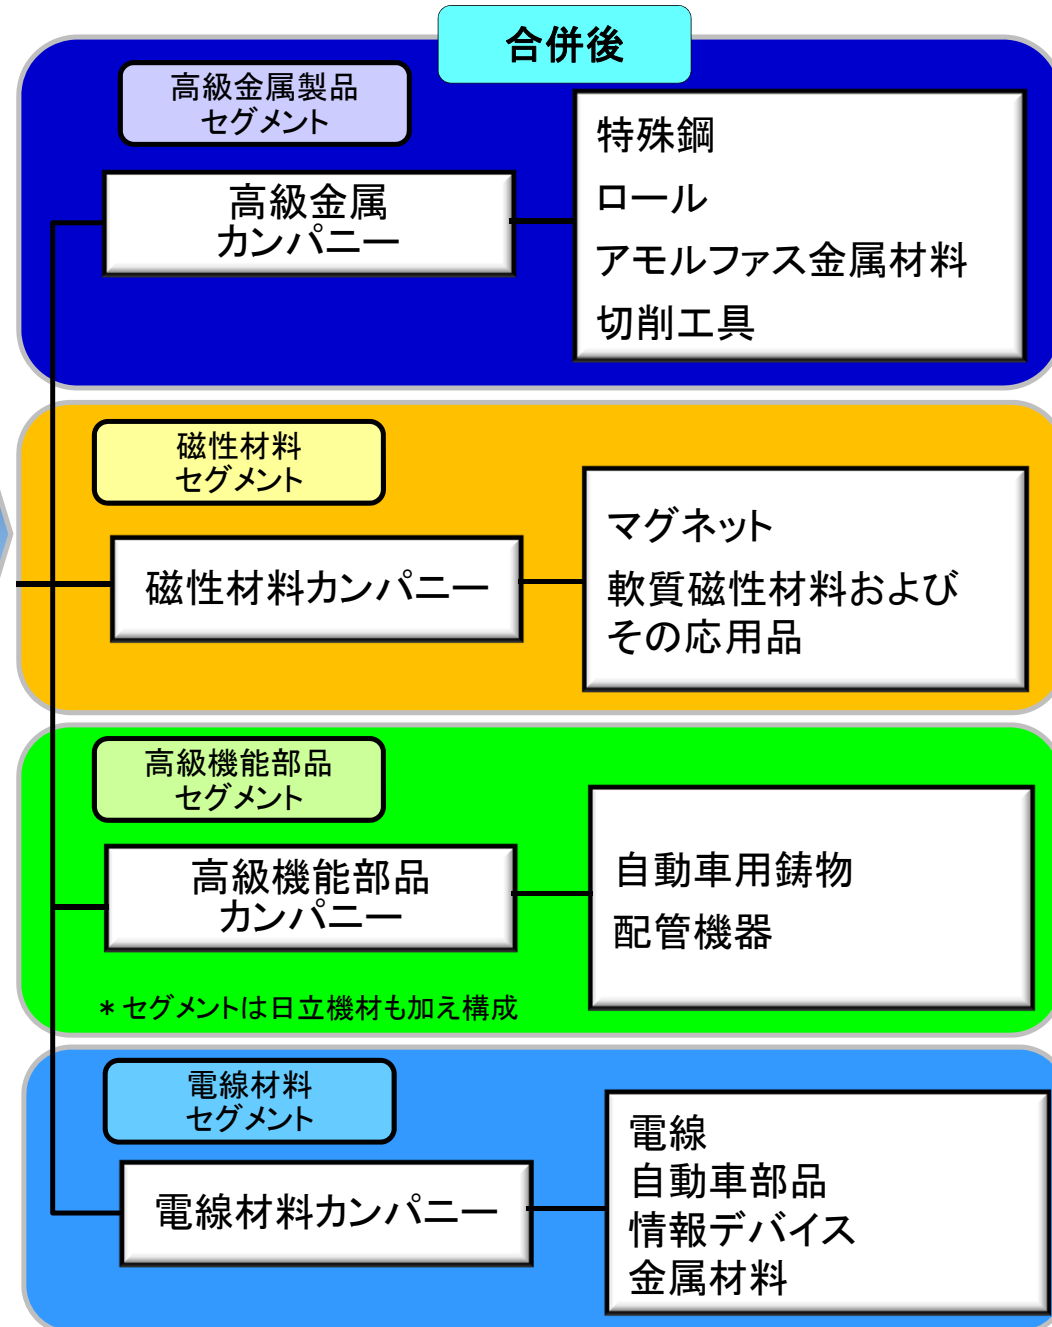 合併後
高級金属製品
セグメント
高級金属
カンパニー
特殊鋼
ロール
アモルファス金属材料
切削工具
磁性材料
セグメント
磁性材料カンパニー
マグネット
軟質磁性材料および
その応用品
高級機能部品
セグメント
高級機能部品
カンパニー
自動車用鋳物
配管機器
*セグメントは日立機材も加え構成
電線材料
セグメント
電線材料カンパニー
電線
自動車部品
情報デバイス
金属材料